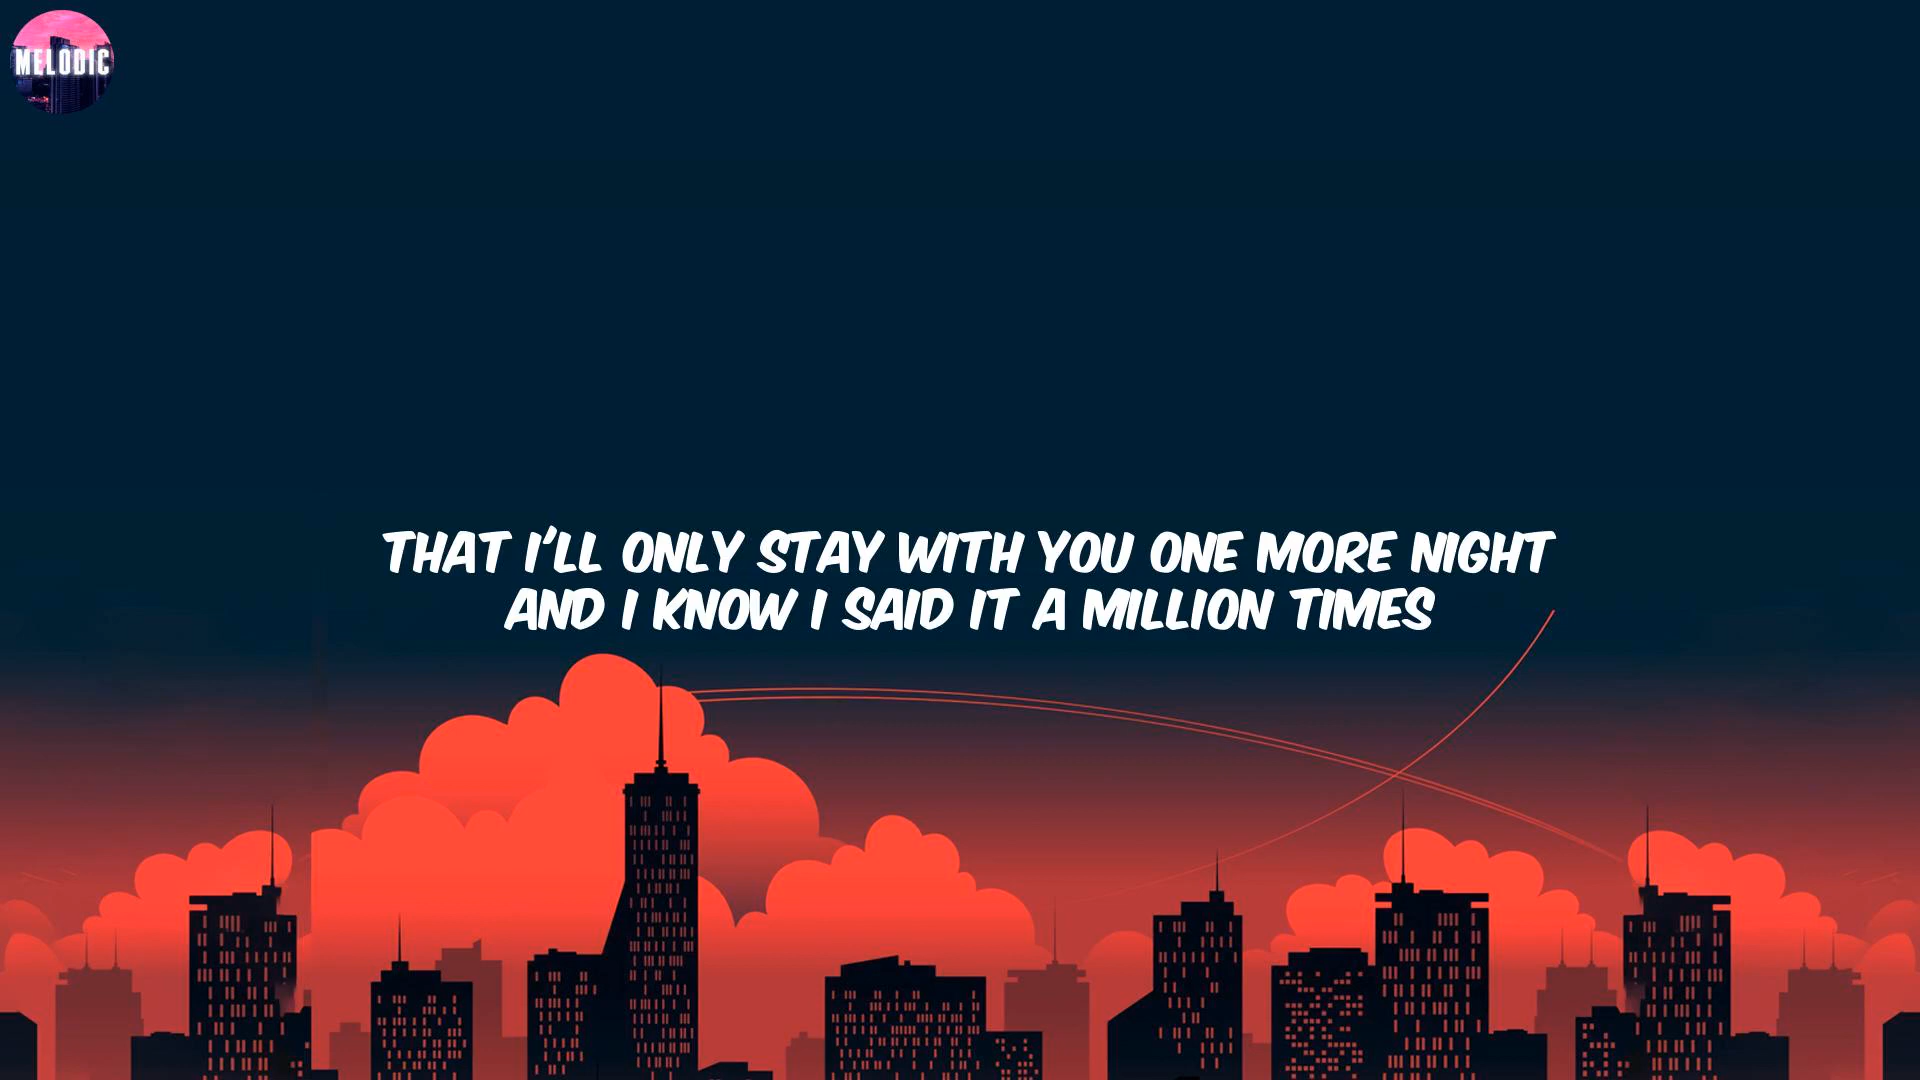 MELODIC
THAT I'LL ONLY STAY WITH YOU ONE MORE NIGHT
AND I KNOW I SAID IT A MILLION TIMES